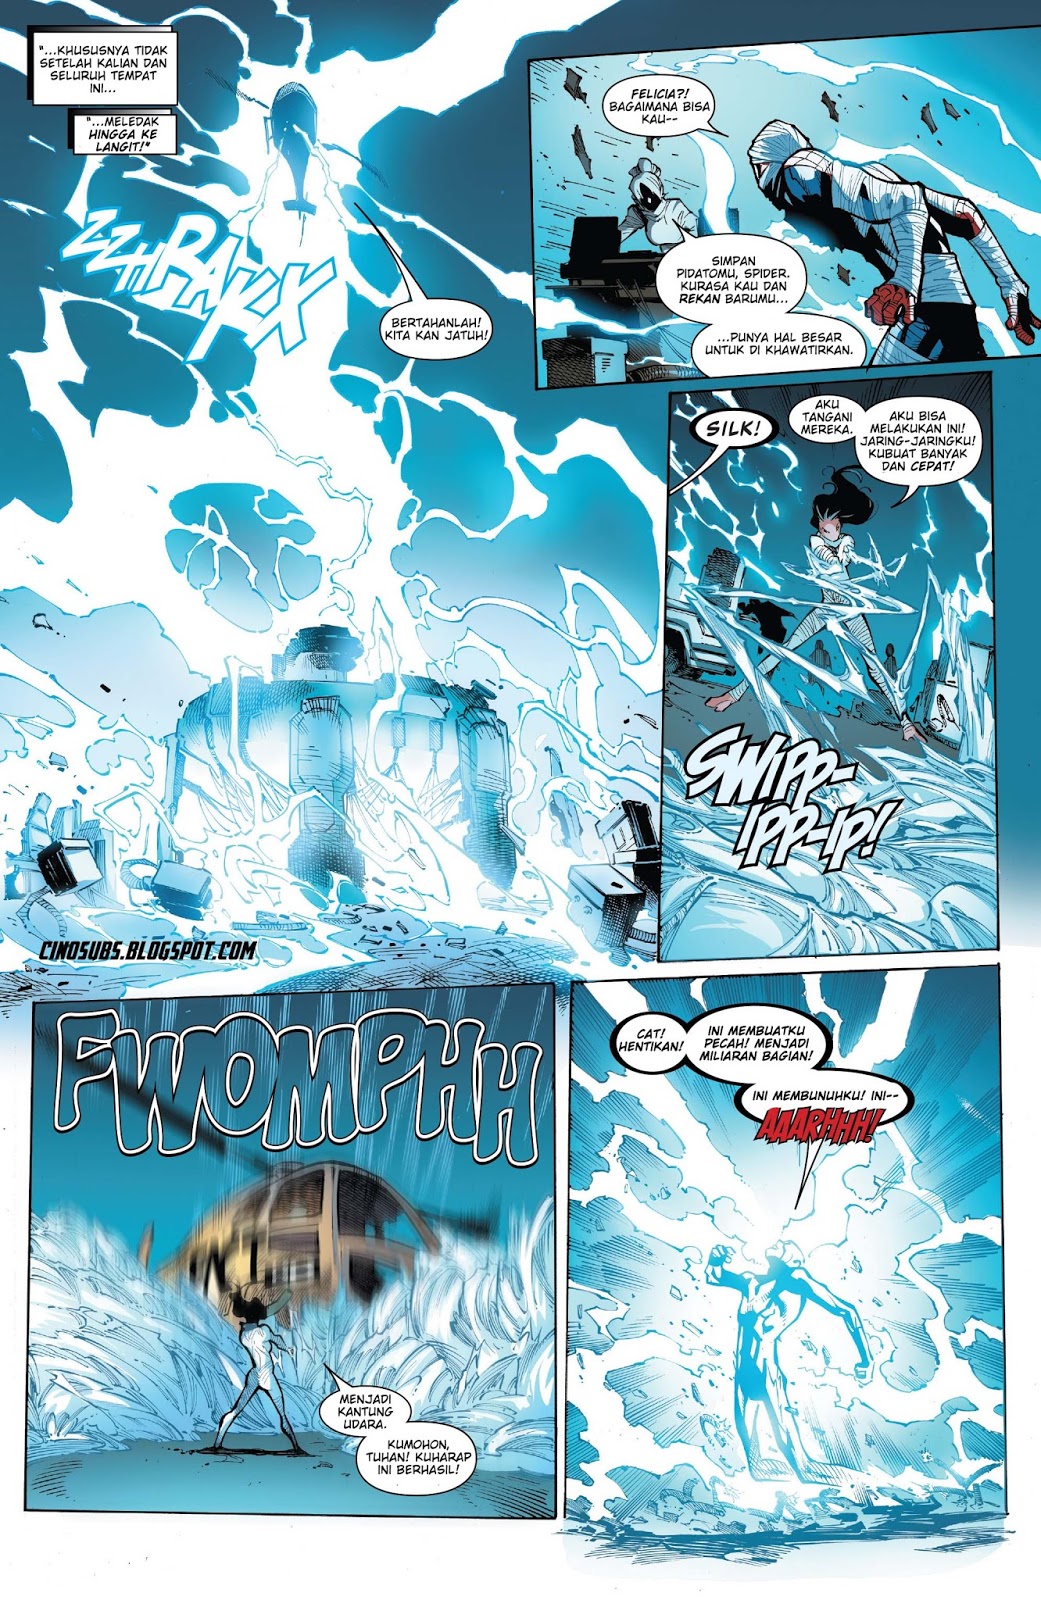 "...KHUSUSNYA TIDAK
SETELAH KALIAN DAN
SELURUH TEMPAT
INI...
"...MELEDAK
HINGGA KE
LANGIT!"
ZZHRAKKX
BERTAHANLAH!
KITA KAN JATUH!
FELICIA?!
BAGAIMANA BISA
KAU--
SIMPAN
PIDATOMU, SPIDER.
KURASA KAU DAN
REKAN BARUMU...
...PUNYA HAL BESAR
UNTUK DI KHAWATIRKAN.
SILK!
AKU
TANGANI
MEREKA.
AKU BISA
MELAKUKAN INI!
JARING-JARINGKU!
KUBUAT BANYAK
DAN CEPAT!
SWIPP-
IPP-IP!
CINOSUBS.BLOGSPOT.COM
FWOMPHH
MENJADI
KANTUNG
UDARA.
KUMOHON,
TUHAN! KUHARAP
INI BERHASIL!
CAT!
HENTIKAN!
INI MEMBUATKU
PECAH! MENJADI
MILIARAN BAGIAN!
INI MEMBUNUHKU! INI--
AAARHHH!